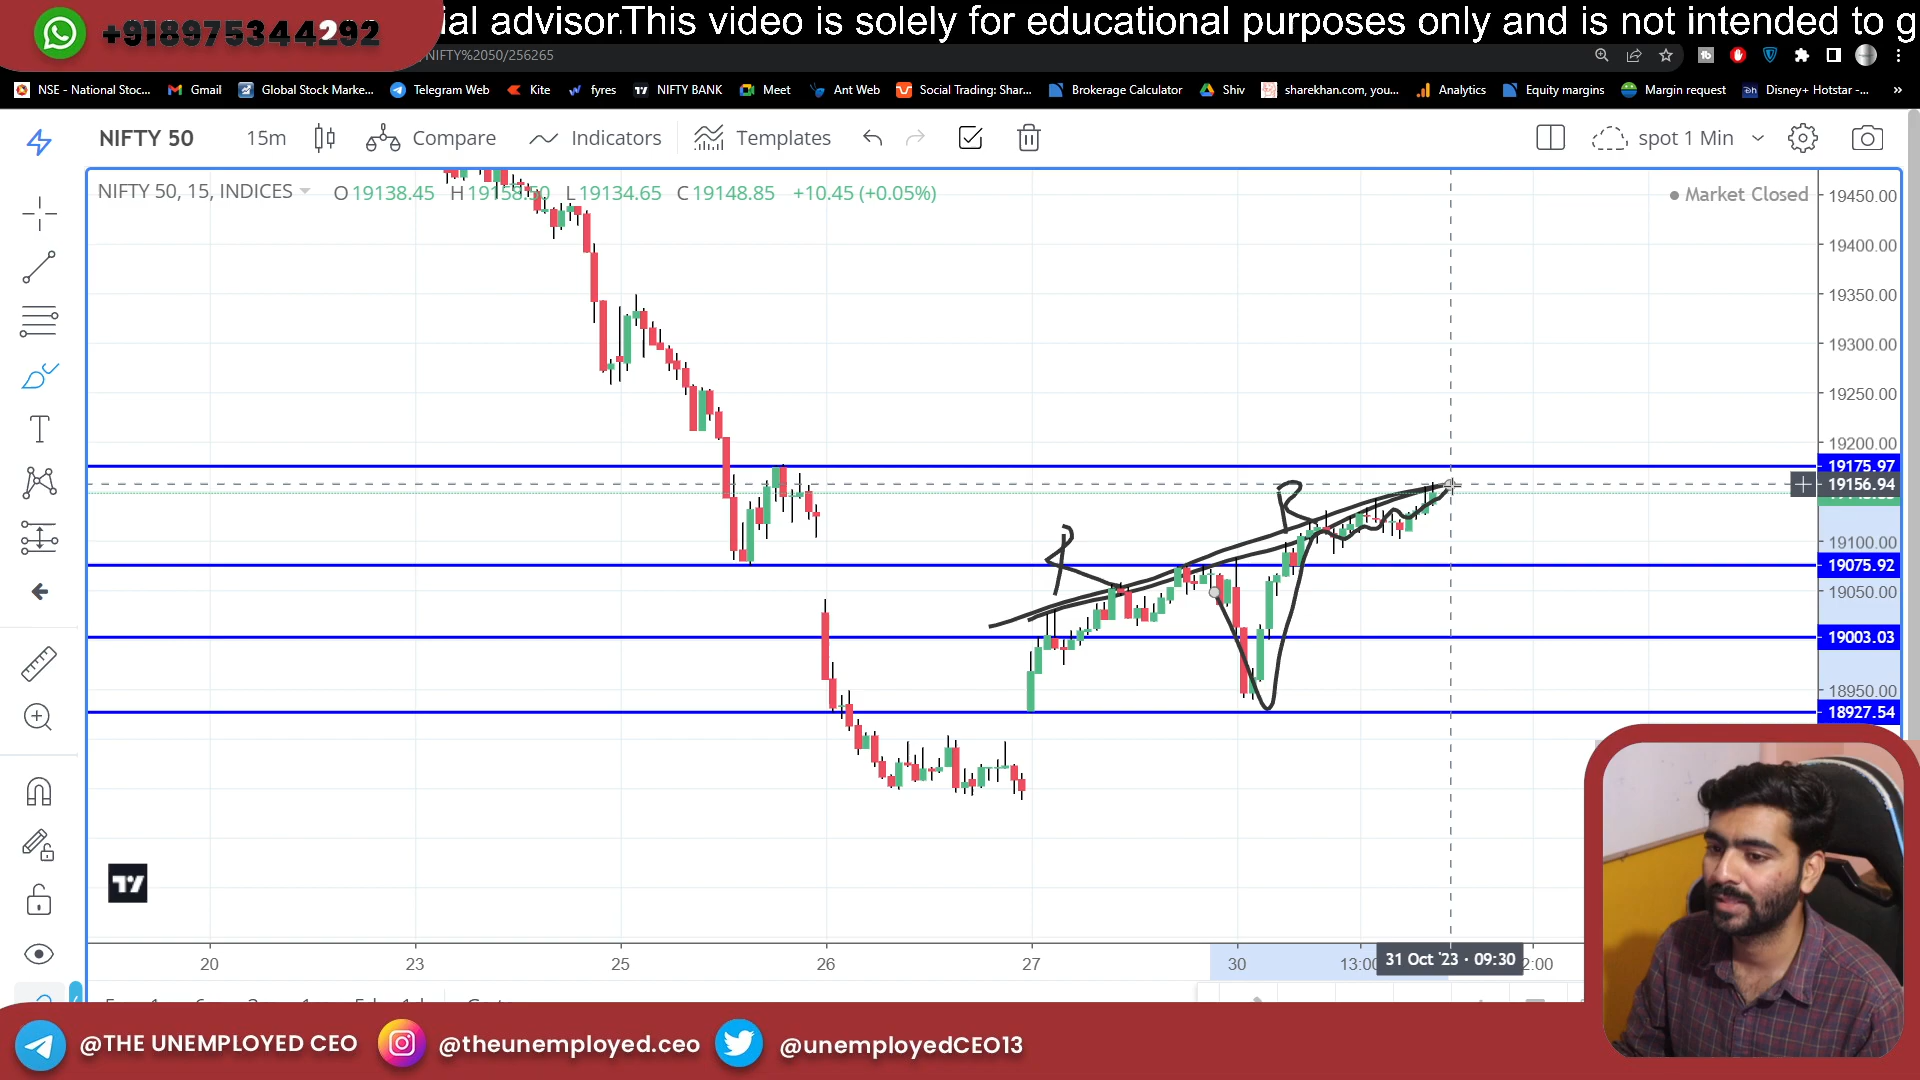 +918975344292
ial advisor.This video is solely for educational purposes only and is not intended to g
/NIFTY%2050/256265
NSE - National Stoc... Gmail Global Stock Marke... Telegram Web Kite fyres NIFTY BANK Meet Ant Web Social Trading: Shar... Brokerage Calculator Shiv sharekhan.com, you... Analytics Equity margins Margin request Disney+ Hotstar -... »
NIFTY 50 15m Compare Indicators Templates spot 1 Min
NIFTY 50, 15, INDICES O19138.45 H19158.50 L19134.65 C19148.85 +10.45 (+0.05%)
Market Closed
19450.00
19400.00
19350.00
19300.00
19250.00
19200.00
19175.97
19156.94
19100.00
19075.92
19050.00
19003.03
18950.00
18927.54
20 23 25 26 27 30 13:00 31 Oct '23 · 09:30 2:00
@THE UNEMPLOYED CEO @theunemployed.ceo @unemployedCEO13